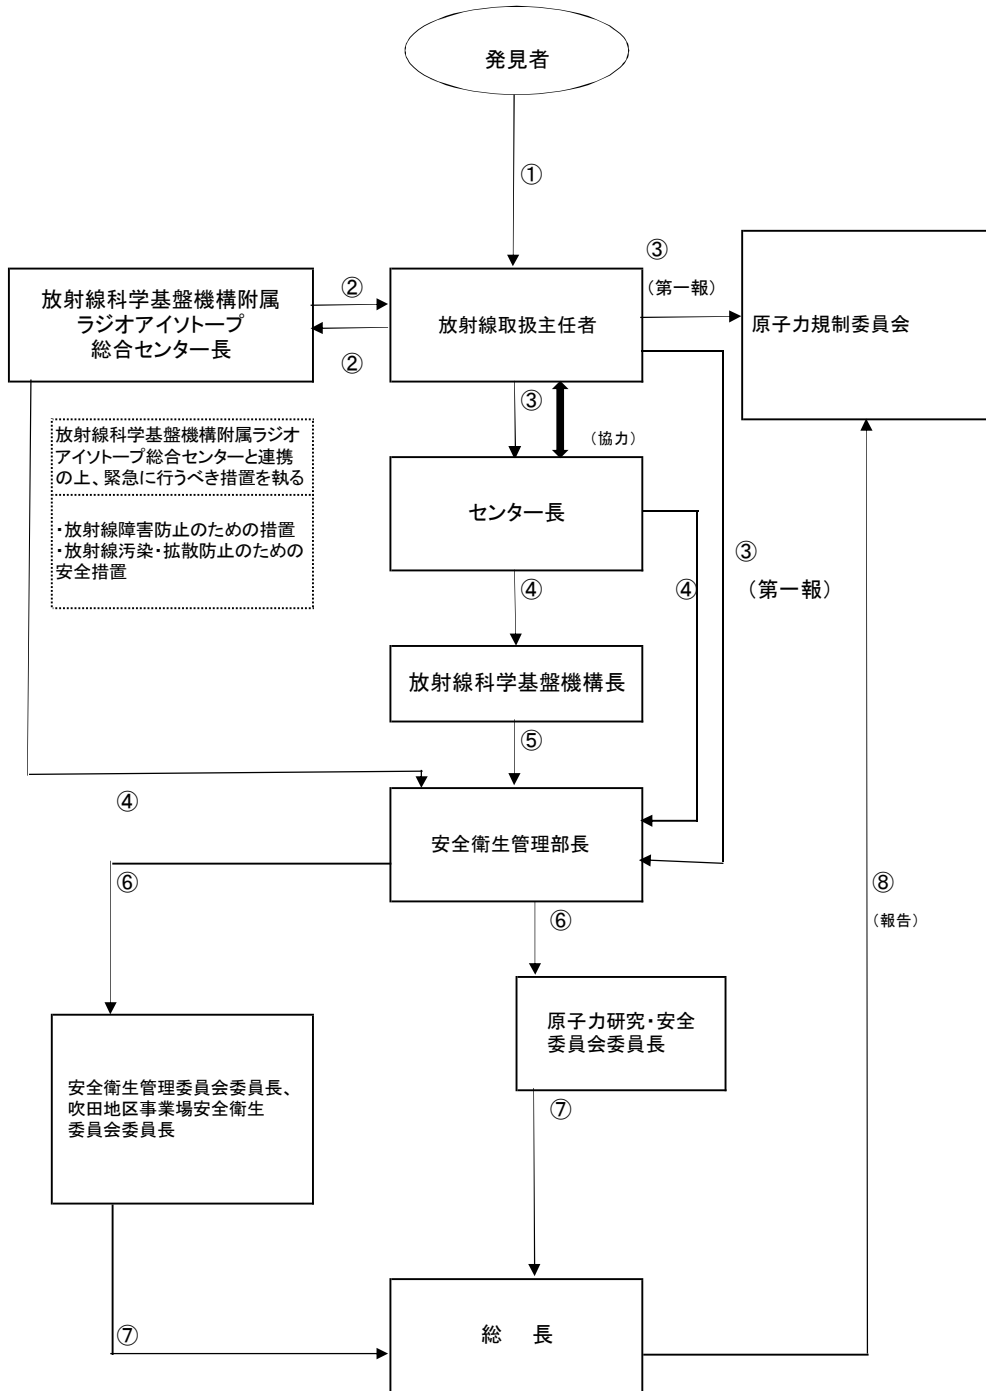 発見者
①
③
(第一報)
放射線科学基盤機構附属
ラジオアイソトープ
総合センター長
②
②
放射線取扱主任者
原子力規制委員会
③
(協力)
放射線科学基盤機構附属ラジオ
アイソトープ総合センターと連携
の上、緊急に行うべき措置を執る
・放射線障害防止のための措置
・放射線汚染・拡散防止のための
安全措置
センター長
③
(第一報)
④
④
放射線科学基盤機構長
⑤
④
安全衛生管理部長
⑥
⑥
⑧
(報告)
原子力研究・安全
委員会委員長
安全衛生管理委員会委員長、
吹田地区事業場安全衛生
委員会委員長
⑦
⑦
総 長